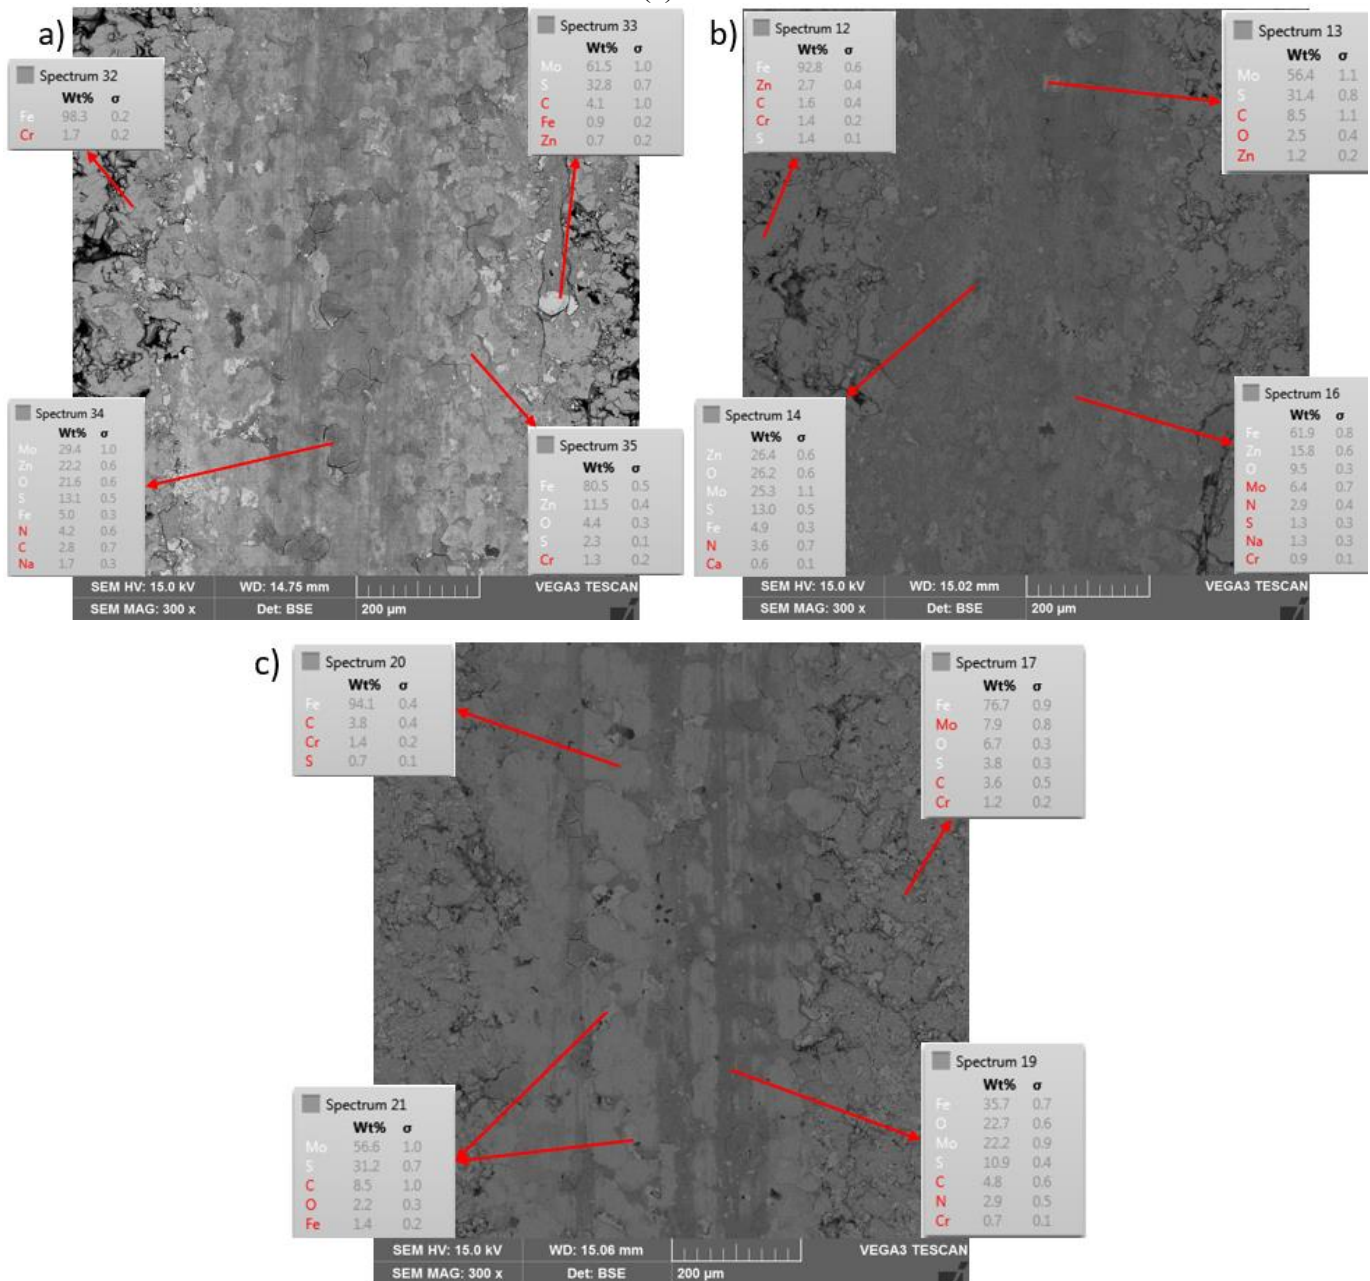 a)
Spectrum 32
Wt% σ
Fe 98.3 0.2
Cr 1.7 0.2
Spectrum 33
Wt% σ
Mo 61.5 1.0
S 32.8 0.7
C 4.1 1.0
Fe 0.9 0.2
Zn 0.7 0.2
Spectrum 34
Wt% σ
Mo 29.4 1.0
Zn 22.2 0.6
O 21.6 0.6
S 13.1 0.5
Fe 5.0 0.3
N 4.2 0.6
C 2.8 0.7
Na 1.7 0.3
Spectrum 35
Wt% σ
Fe 80.5 0.5
Zn 11.5 0.4
O 4.4 0.3
S 2.3 0.1
Cr 1.3 0.2
SEM HV: 15.0 kV WD: 14.75 mm VEGA3 TESCAN
SEM MAG: 300 x Det: BSE 200 µm
b)
Spectrum 12
Wt% σ
Fe 92.8 0.6
Zn 2.7 0.4
C 1.6 0.4
Cr 1.4 0.2
S 1.4 0.1
Spectrum 13
Wt% σ
Mo 56.4 1.1
S 31.4 0.8
C 8.5 1.1
O 2.5 0.4
Zn 1.2 0.2
Spectrum 14
Wt% σ
Zn 26.4 0.6
O 26.2 0.6
Mo 25.3 1.1
S 13.0 0.5
Fe 4.9 0.3
N 3.6 0.7
Ca 0.6 0.1
Spectrum 16
Wt% σ
Fe 61.9 0.8
Zn 15.8 0.6
O 9.5 0.3
Mo 6.4 0.7
N 2.9 0.4
S 1.3 0.3
Na 1.3 0.3
Cr 0.9 0.1
SEM HV: 15.0 kV WD: 15.02 mm VEGA3 TESCAN
SEM MAG: 300 x Det: BSE 200 µm
c)
Spectrum 20
Wt% σ
Fe 94.1 0.4
C 3.8 0.4
Cr 1.4 0.2
S 0.7 0.1
Spectrum 17
Wt% σ
Fe 76.7 0.9
Mo 7.9 0.8
O 6.7 0.3
S 3.8 0.3
C 3.6 0.5
Cr 1.2 0.2
Spectrum 21
Wt% σ
Mo 56.6 1.0
S 31.2 0.7
C 8.5 1.0
O 2.2 0.3
Fe 1.4 0.2
Spectrum 19
Wt% σ
Fe 35.7 0.7
O 22.7 0.6
Mo 22.2 0.9
S 10.9 0.4
C 4.8 0.6
N 2.9 0.5
Cr 0.7 0.1
SEM HV: 15.0 kV WD: 15.06 mm VEGA3 TESCAN
SEM MAG: 300 x Det: BSE 200 µm